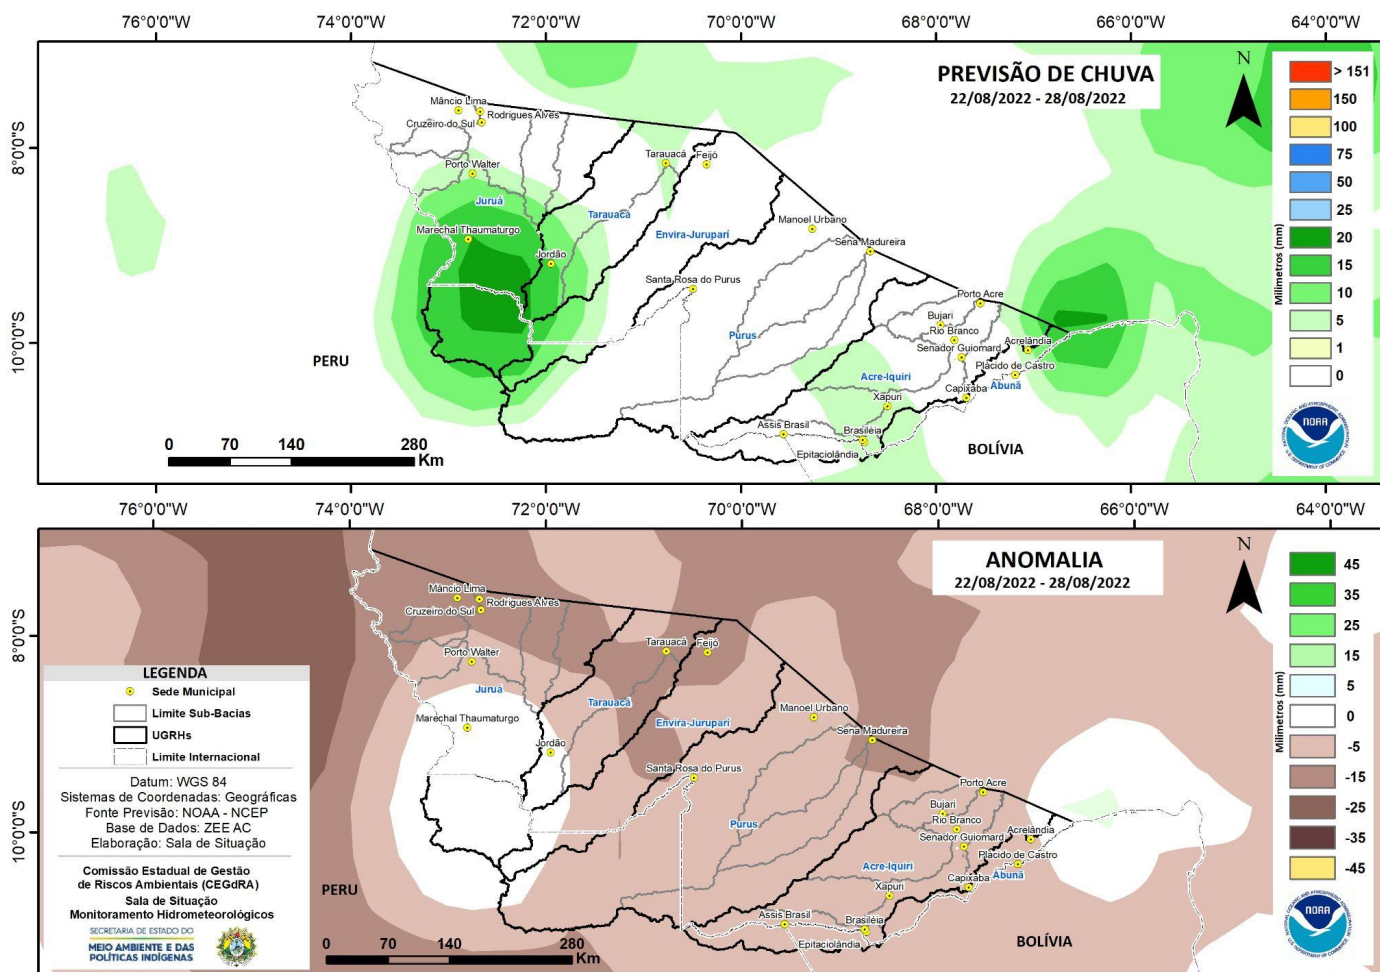 76°0'0"W
74°0'0"W
72°0'0"W
70°0'0"W
68°0'0"W
66°0'0"W
64°0'0"W
8°0'0"S
10°0'0"S
PREVISÃO DE CHUVA
22/08/2022 - 28/08/2022
N
Milímetros (mm)
> 151
150
100
75
50
25
20
15
10
5
1
0
NOAA
Mâncio Lima
Rodrigues Alves
Cruzeiro do Sul
Porto Walter
Juruá
Marechal Thaumaturgo
Jordão
Tarauacá
Feijó
Tarauacá
Envira-Jurupari
Manoel Urbano
Sena Madureira
Santa Rosa do Purus
Purus
Porto Acre
Bujari
Rio Branco
Senador Guiomard
Acrelândia
Plácido de Castro
Abunã
Acre-Iquiri
Xapuri
Capixaba
Assis Brasil
Brasiléia
Epitaciolândia
PERU
BOLÍVIA
0 70 140 280
Km
76°0'0"W
74°0'0"W
72°0'0"W
70°0'0"W
68°0'0"W
66°0'0"W
64°0'0"W
8°0'0"S
10°0'0"S
ANOMALIA
22/08/2022 - 28/08/2022
N
Milímetros (mm)
45
35
25
15
5
0
-5
-15
-25
-35
-45
NOAA
Mâncio Lima
Rodrigues Alves
Cruzeiro do Sul
Porto Walter
Juruá
Marechal Thaumaturgo
Jordão
Tarauacá
Feijó
Tarauacá
Envira-Jurupari
Manoel Urbano
Sena Madureira
Santa Rosa do Purus
Purus
Porto Acre
Bujari
Rio Branco
Senador Guiomard
Acrelândia
Plácido de Castro
Abunã
Acre-Iquiri
Xapuri
Capixaba
Assis Brasil
Brasiléia
Epitaciolândia
PERU
BOLÍVIA
0 70 140 280
Km
LEGENDA
Sede Municipal
Limite Sub-Bacias
UGRHs
Limite Internacional
Datum: WGS 84
Sistemas de Coordenadas: Geográficas
Fonte Previsão: NOAA - NCEP
Base de Dados: ZEE AC
Elaboração: Sala de Situação
Comissão Estadual de Gestão
de Riscos Ambientais (CEGdRA)
Sala de Situação
Monitoramento Hidrometeorológicos
SECRETARIA DE ESTADO DO
MEIO AMBIENTE E DAS
POLÍTICAS INDÍGENAS